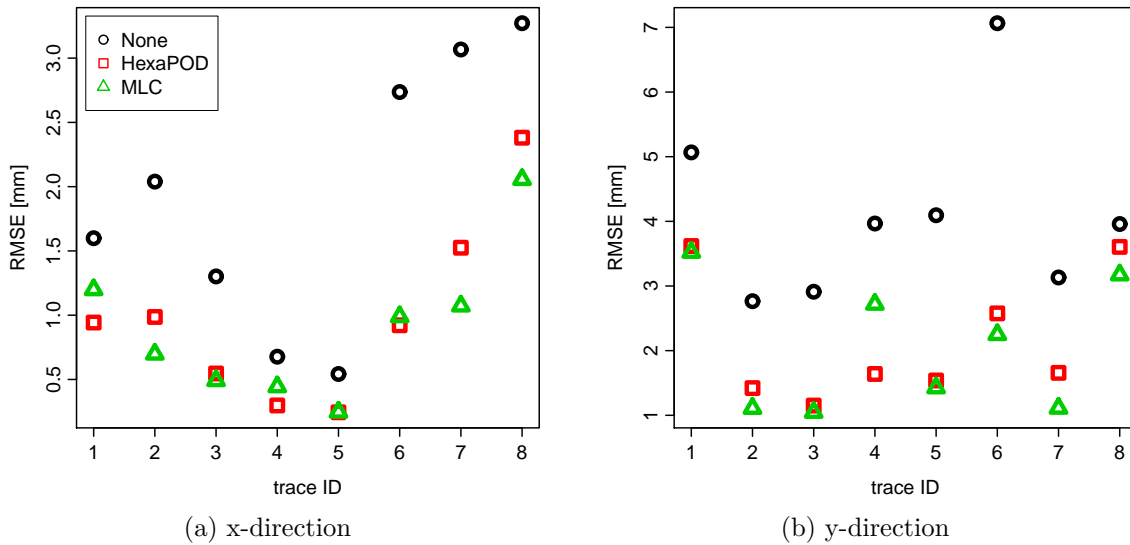 None
HexaPOD
MLC
RMSE [mm]
3.0
2.5
2.0
1.5
1.0
0.5
1 2 3 4 5 6 7 8
trace ID
(a) x-direction
RMSE [mm]
7
6
5
4
3
2
1
1 2 3 4 5 6 7 8
trace ID
(b) y-direction